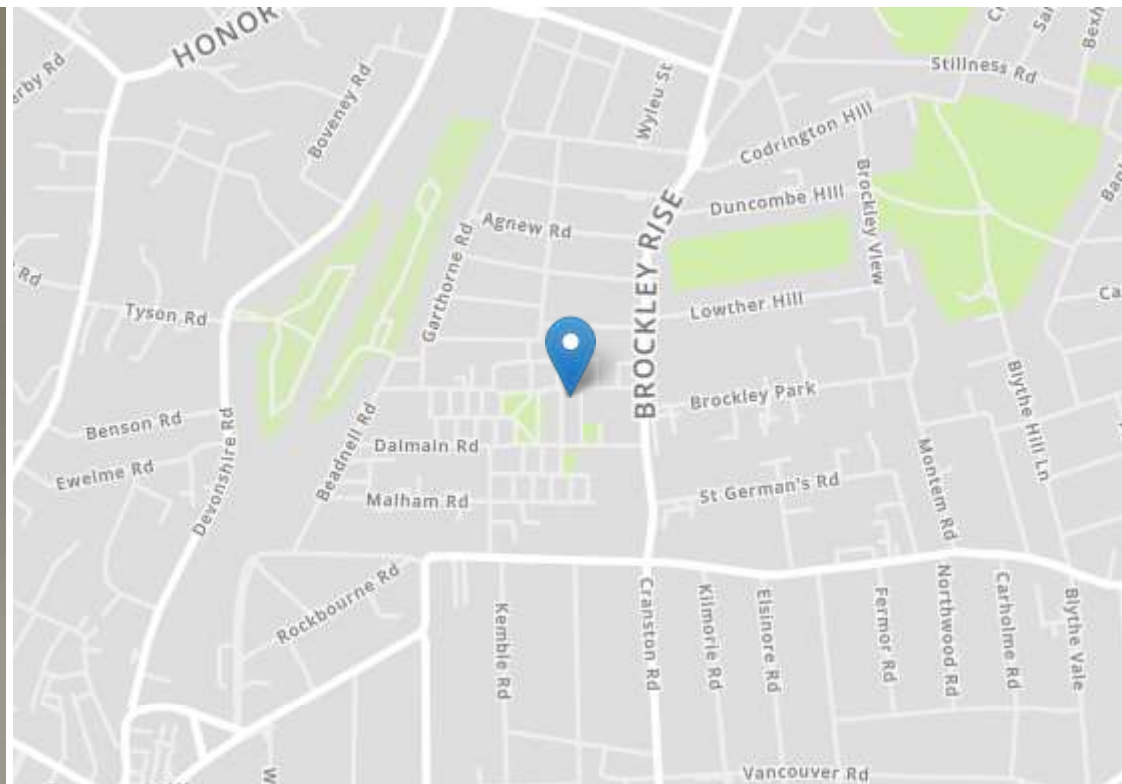 HONOR
Boveney Rd
Wyleu St
Stillness Rd
Codrington Hill
Duncombe Hill
Brockley View
Agnew Rd
BROCKLEY RISE
Garthorne Rd
Lowther Hill
Tyson Rd
Rd
Brockley Park
Blythe Hill Ln
Benson Rd
Ewelme Rd
Devonshire Rd
Beadnell Rd
Dalmain Rd
Malham Rd
St German's Rd
Montem Rd
Rockbourne Rd
Kemble Rd
Cranston Rd
Kilmorie Rd
Elsinore Rd
Fermor Rd
Northwood Rd
Carholme Rd
Blythe Vale
Vancouver Rd